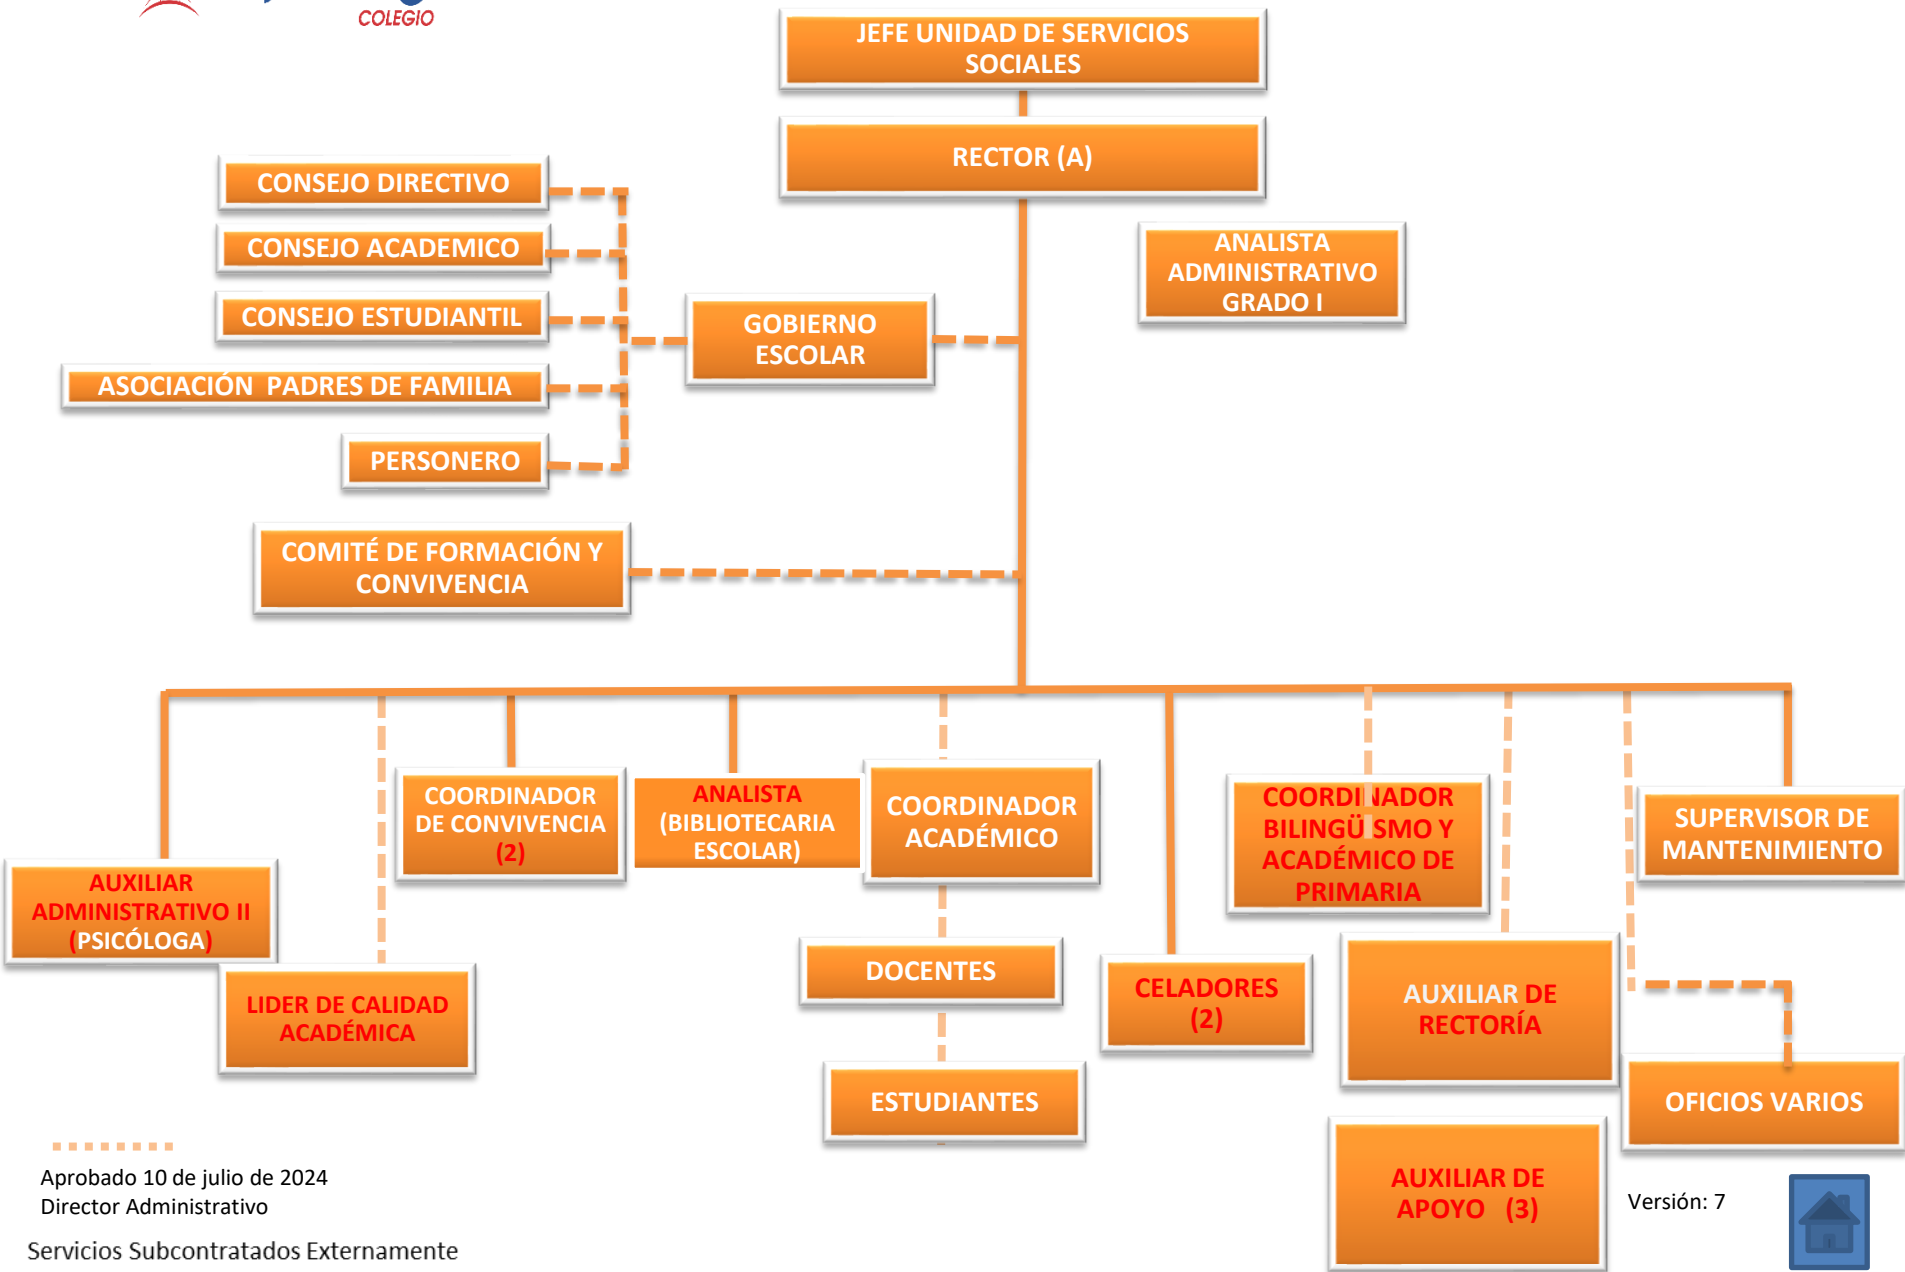 COLEGIO
JEFE UNIDAD DE SERVICIOS
SOCIALES
RECTOR (A)
CONSEJO DIRECTIVO
CONSEJO ACADEMICO
CONSEJO ESTUDIANTIL
ASOCIACIÓN PADRES DE FAMILIA
PERSONERO
GOBIERNO
ESCOLAR
ANALISTA
ADMINISTRATIVO
GRADO I
COMITÉ DE FORMACIÓN Y
CONVIVENCIA
AUXILIAR
ADMINISTRATIVO II
(PSICÓLOGA)
LIDER DE CALIDAD
ACADÉMICA
COORDINADOR
DE CONVIVENCIA
(2)
ANALISTA
(BIBLIOTECARIA
ESCOLAR)
COORDINADOR
ACADÉMICO
DOCENTES
ESTUDIANTES
CELADORES
(2)
COORDINADOR
BILINGÜISMO Y
ACADÉMICO DE
PRIMARIA
AUXILIAR DE
RECTORÍA
AUXILIAR DE
APOYO (3)
SUPERVISOR DE
MANTENIMIENTO
OFICIOS VARIOS
Aprobado 10 de julio de 2024
Director Administrativo
Servicios Subcontratados Externamente
Versión: 7